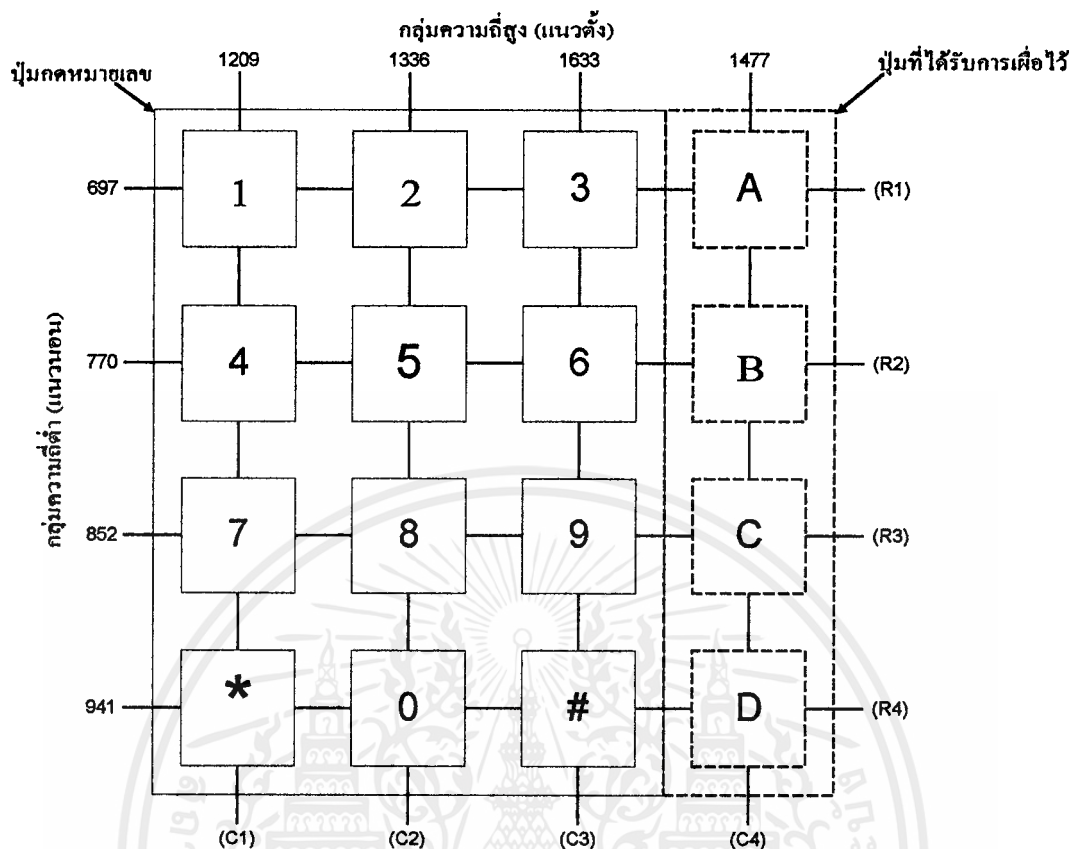 กลุ่มความถี่สูง (แนวตั้ง)
1209 1336 1633 1477
ปุ่มกดหมายเลข ปุ่มที่ได้รับการเผื่อไว้
697 1 2 3 A (R1)
กลุ่มความถี่ต่ำ (แนวนอน)
770 4 5 6 B (R2)
852 7 8 9 C (R3)
941 * 0 # D (R4)
(C1) (C2) (C3) (C4)